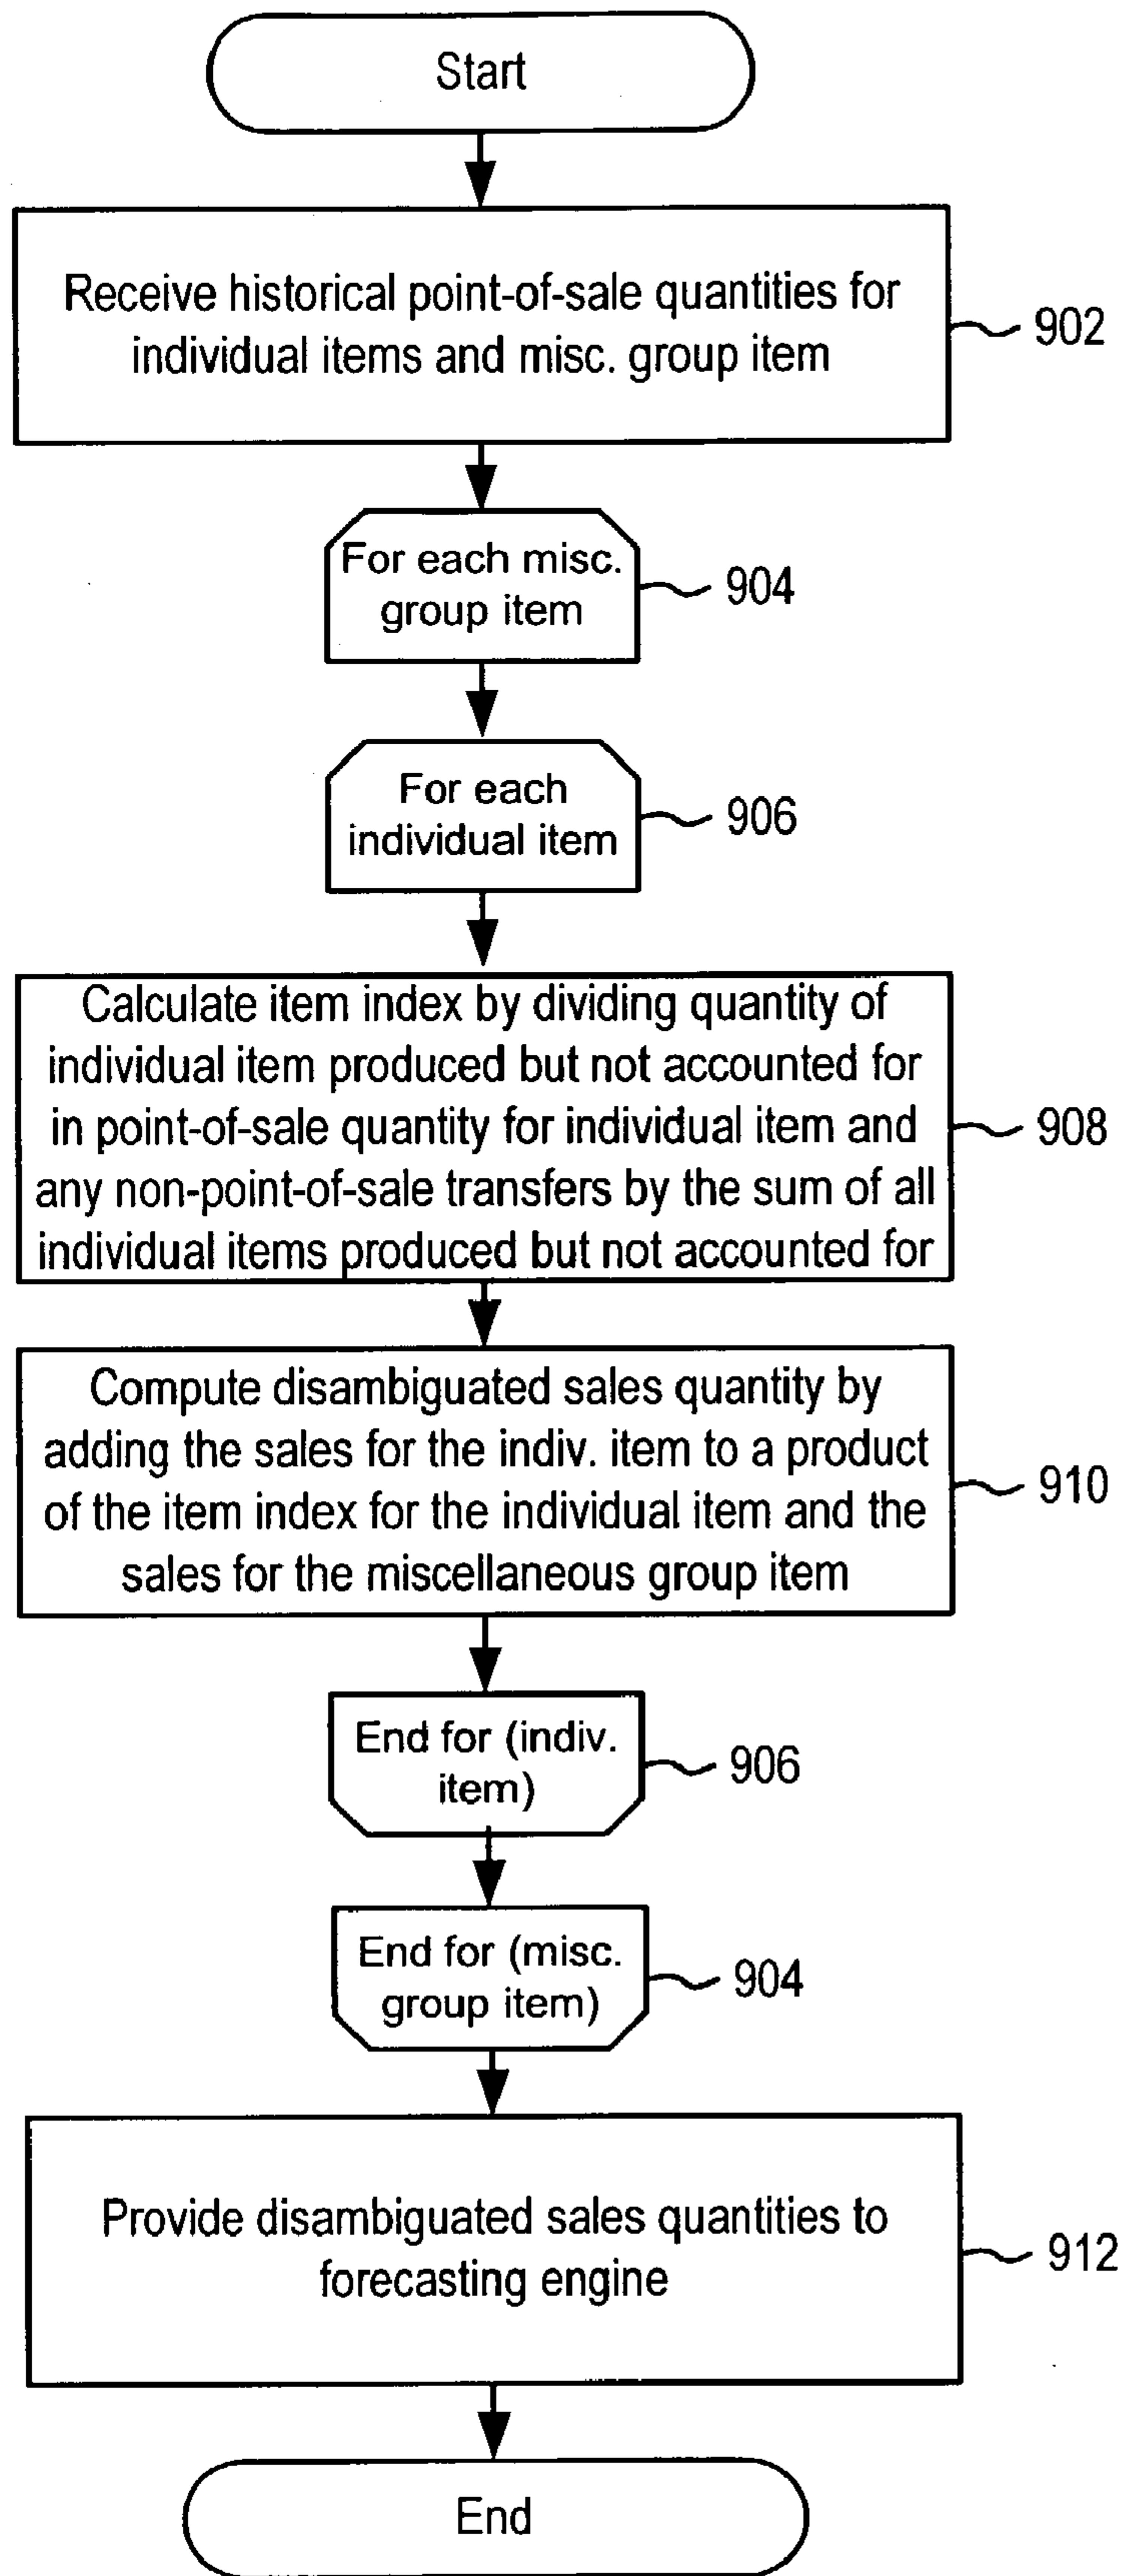 Start
Receive historical point-of-sale quantities for
individual items and misc. group item
902
For each misc.
group item
904
For each
individual item
906
Calculate item index by dividing quantity of
individual item produced but not accounted for
in point-of-sale quantity for individual item and
any non-point-of-sale transfers by the sum of all
individual items produced but not accounted for
908
Compute disambiguated sales quantity by
adding the sales for the indiv. item to a product
of the item index for the individual item and the
sales for the miscellaneous group item
910
End for (indiv.
item)
906
End for (misc.
group item)
904
Provide disambiguated sales quantities to
forecasting engine
912
End